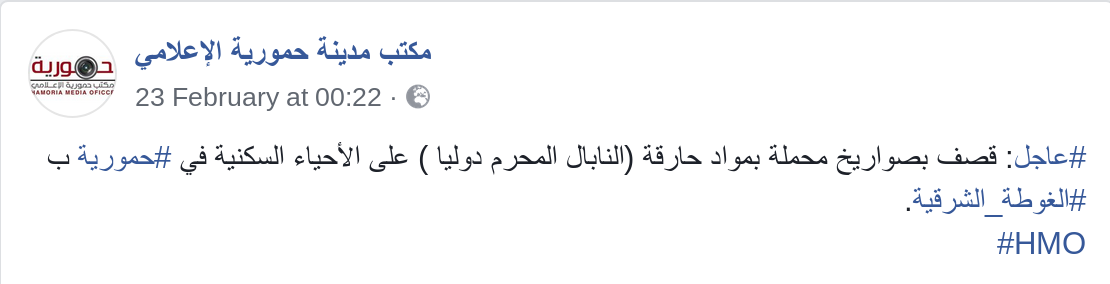 حمورية
مكتب حمورية الإعلامي
HAMORIA MEDIA OFICCE
مكتب مدينة حمورية الإعلامي
23 February at 00:22 ·
#عاجل: قصف بصواريخ محملة بمواد حارقة (النابال المحرم دوليا ) على الأحياء السكنية في #حمورية ب
#الغوطة_الشرقية.
#HMO